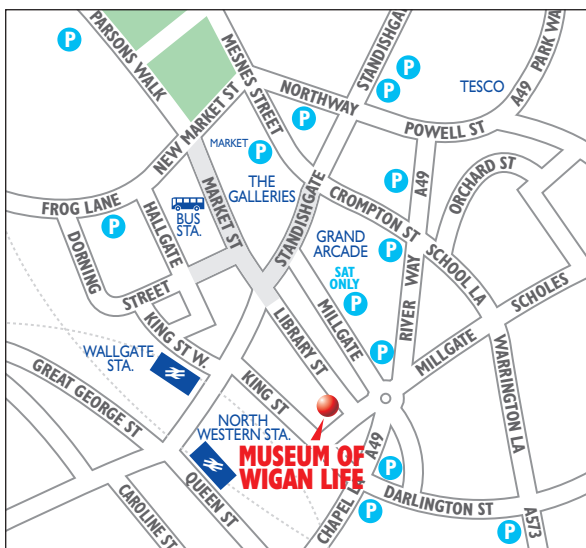 PARSONS WALK
P
MESNES STREET
STANDISHGATE
P
P
TESCO
A49
PARK WAY
NORTHWAY
P
POWELL ST
NEW MARKET ST
MARKET
P
THE
GALLERIES
P
A49
ORCHARD ST
FROG LANE
P
HALLGATE
BUS
STA.
MARKET ST
STANDISHGATE
CROMPTON ST
SCHOOL LA
GRAND
ARCADE
P
SAT
ONLY
P
RIVER WAY
SCHOLES
DORNING
STREET
KING ST W.
LIBRARY ST
MILLGATE
P
MILLGATE
WARRINGTON LA
WALLGATE
STA.
GREAT GEORGE ST
KING ST
NORTH
WESTERN STA.
MUSEUM OF
WIGAN LIFE
A49
P
CAROLINE ST
QUEEN ST
CHAPEL LA
P
DARLINGTON ST
P
A573